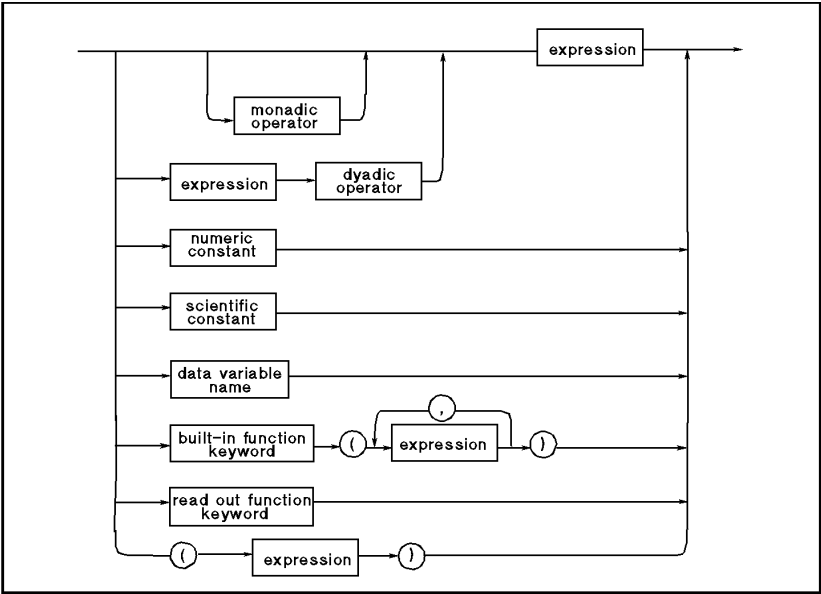 expression
monadic
operator
expression
dyadic
operator
numeric
constant
scientific
constant
data variable
name
,
built-in function
keyword
(
expression
)
read out function
keyword
(
expression
)